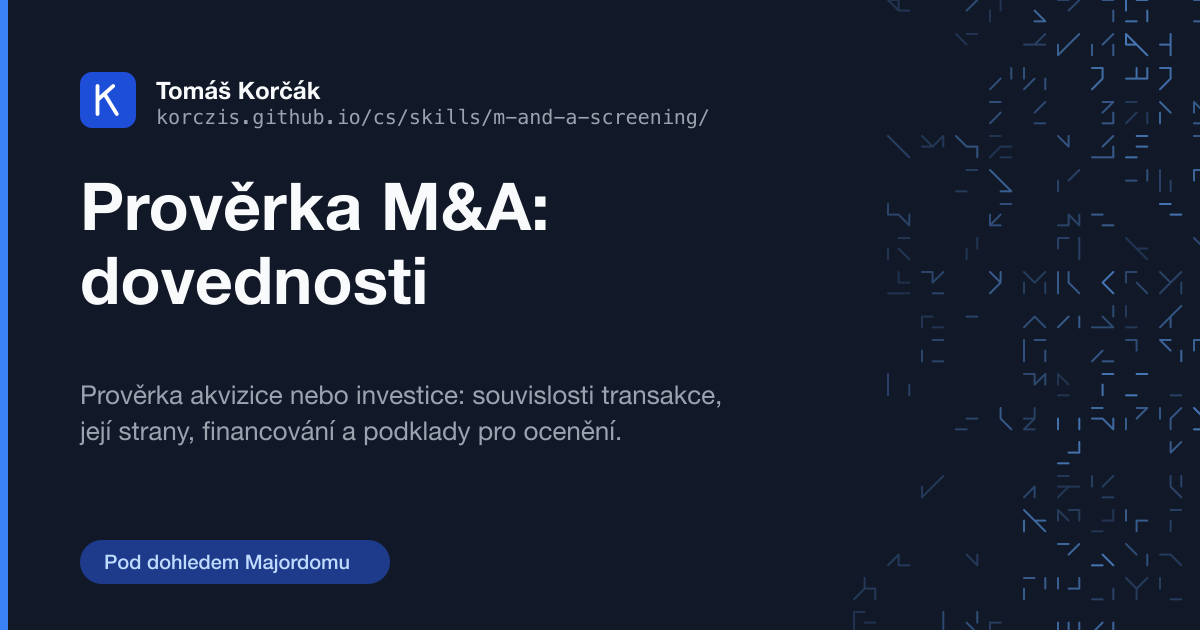 Tomáš Korčák
korczis.github.io/cs/skills/m-and-a-screening/
Prověrka M&A:
dovednosti
Prověrka akvizice nebo investice: souvislosti transakce,
její strany, financování a podklady pro ocenění.
Pod dohledem Majordomu